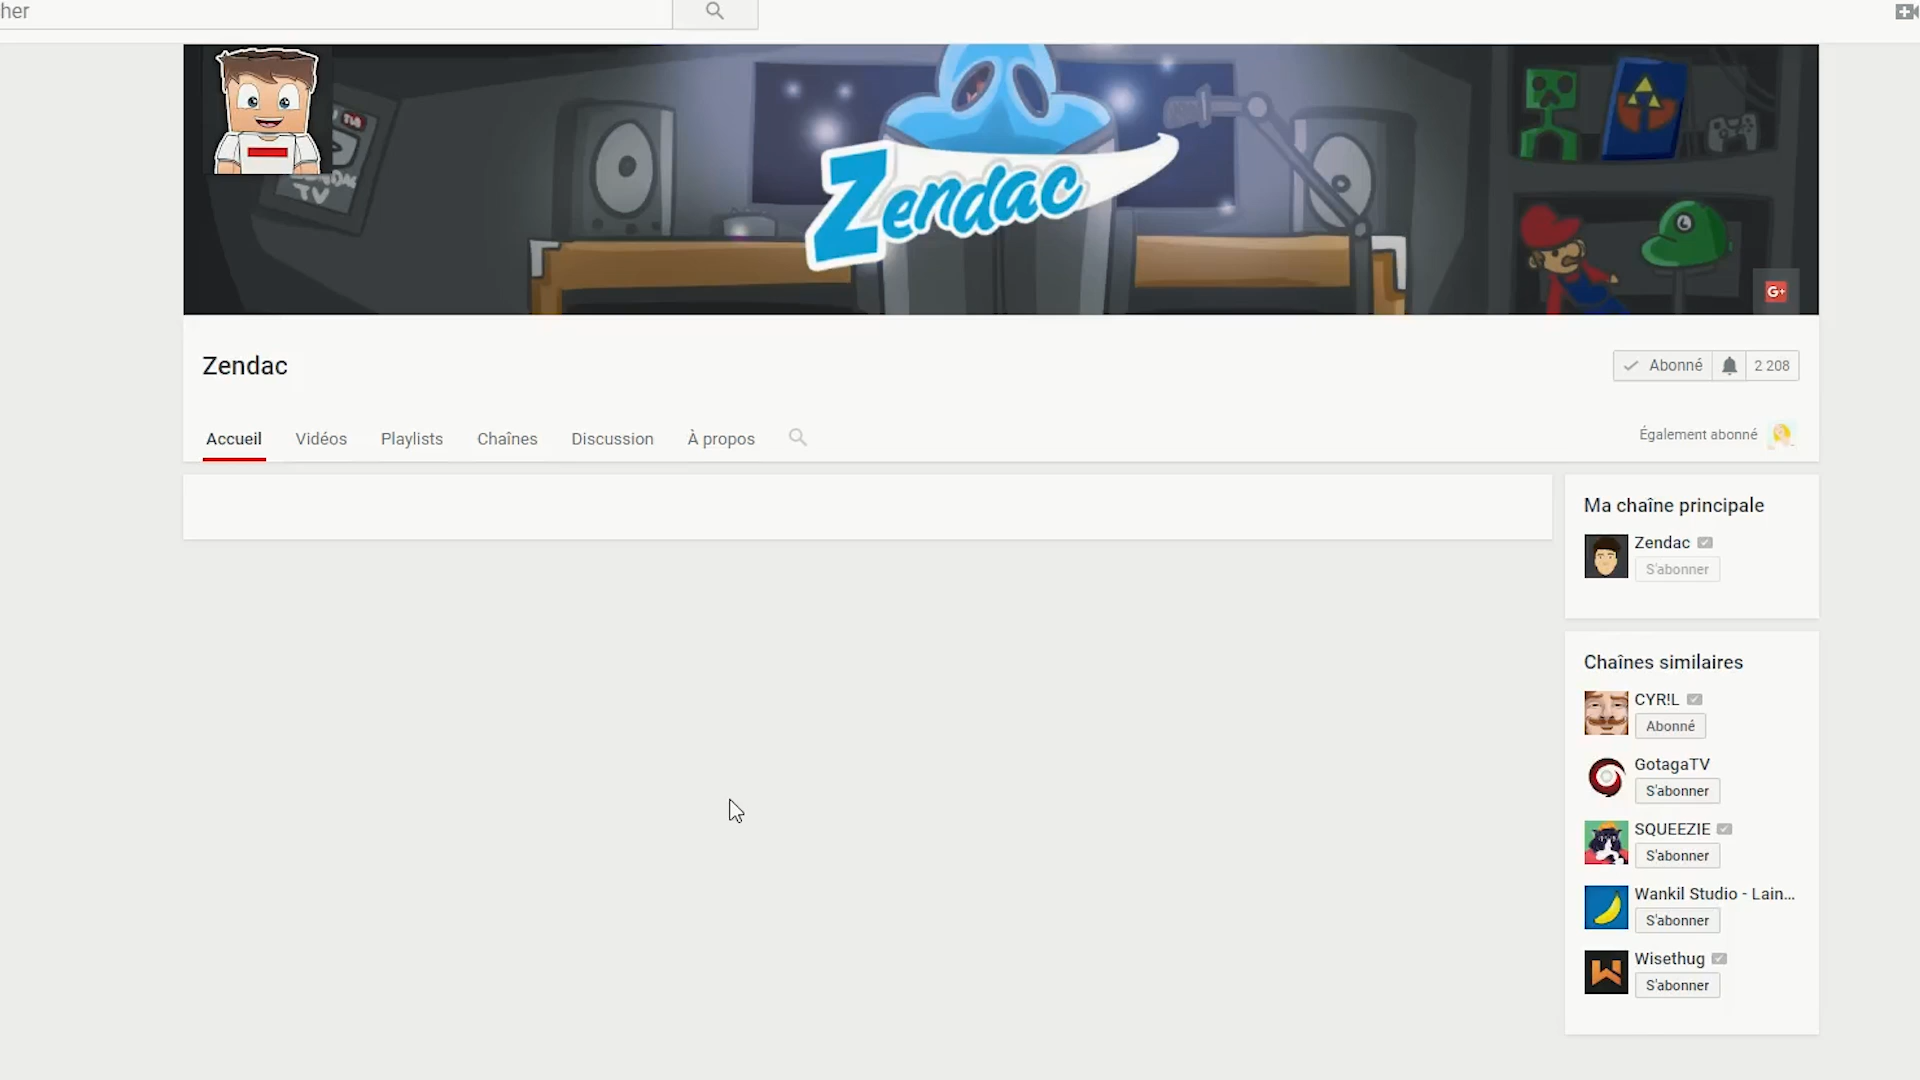 her
Zendac
TV
G+
Zendac
Abonné
2 208
Accueil
Vidéos
Playlists
Chaînes
Discussion
À propos
Également abonné
Ma chaîne principale
Zendac
S'abonner
Chaînes similaires
CYR!L
Abonné
GotagaTV
S'abonner
SQUEEZIE
S'abonner
Wankil Studio - Lain...
S'abonner
Wisethug
S'abonner